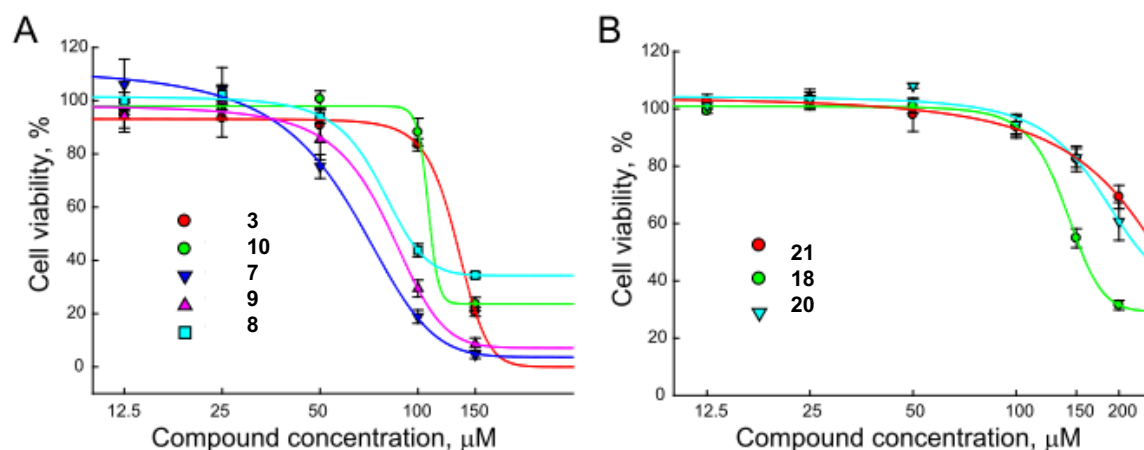 A
Cell viability, %
120
100
80
60
40
20
0
3
10
7
9
8
12.5 25 50 100 150
Compound concentration, μM
B
Cell viability, %
120
100
80
60
40
20
0
21
18
20
12.5 25 50 100 150 200
Compound concentration, μM